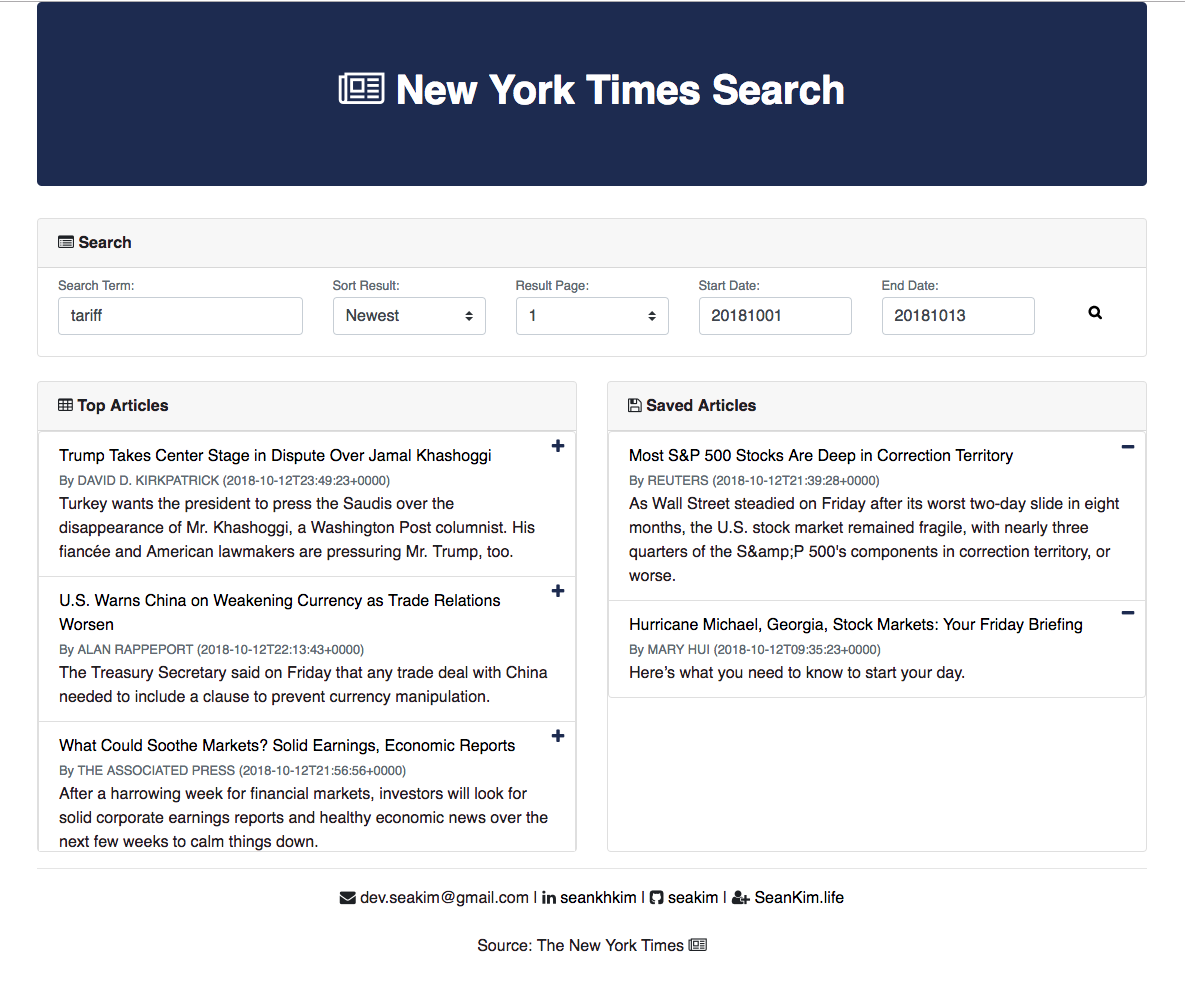 New York Times Search
Search
Search Term:
Sort Result:
Result Page:
Start Date:
End Date:
tariff
Newest
1
20181001
20181013
Top Articles
Trump Takes Center Stage in Dispute Over Jamal Khashoggi
By DAVID D. KIRKPATRICK (2018-10-12T23:49:23+0000)
Turkey wants the president to press the Saudis over the
disappearance of Mr. Khashoggi, a Washington Post columnist. His
fiancée and American lawmakers are pressuring Mr. Trump, too.
U.S. Warns China on Weakening Currency as Trade Relations
Worsen
By ALAN RAPPEPORT (2018-10-12T22:13:43+0000)
The Treasury Secretary said on Friday that any trade deal with China
needed to include a clause to prevent currency manipulation.
What Could Soothe Markets? Solid Earnings, Economic Reports
By THE ASSOCIATED PRESS (2018-10-12T21:56:56+0000)
After a harrowing week for financial markets, investors will look for
solid corporate earnings reports and healthy economic news over the
next few weeks to calm things down.
Saved Articles
Most S&P 500 Stocks Are Deep in Correction Territory
By REUTERS (2018-10-12T21:39:28+0000)
As Wall Street steadied on Friday after its worst two-day slide in eight
months, the U.S. stock market remained fragile, with nearly three
quarters of the S&amp;P 500's components in correction territory, or
worse.
Hurricane Michael, Georgia, Stock Markets: Your Friday Briefing
By MARY HUI (2018-10-12T09:35:23+0000)
Here’s what you need to know to start your day.
dev.seakim@gmail.com | in seankhkim | seakim | SeanKim.life
Source: The New York Times